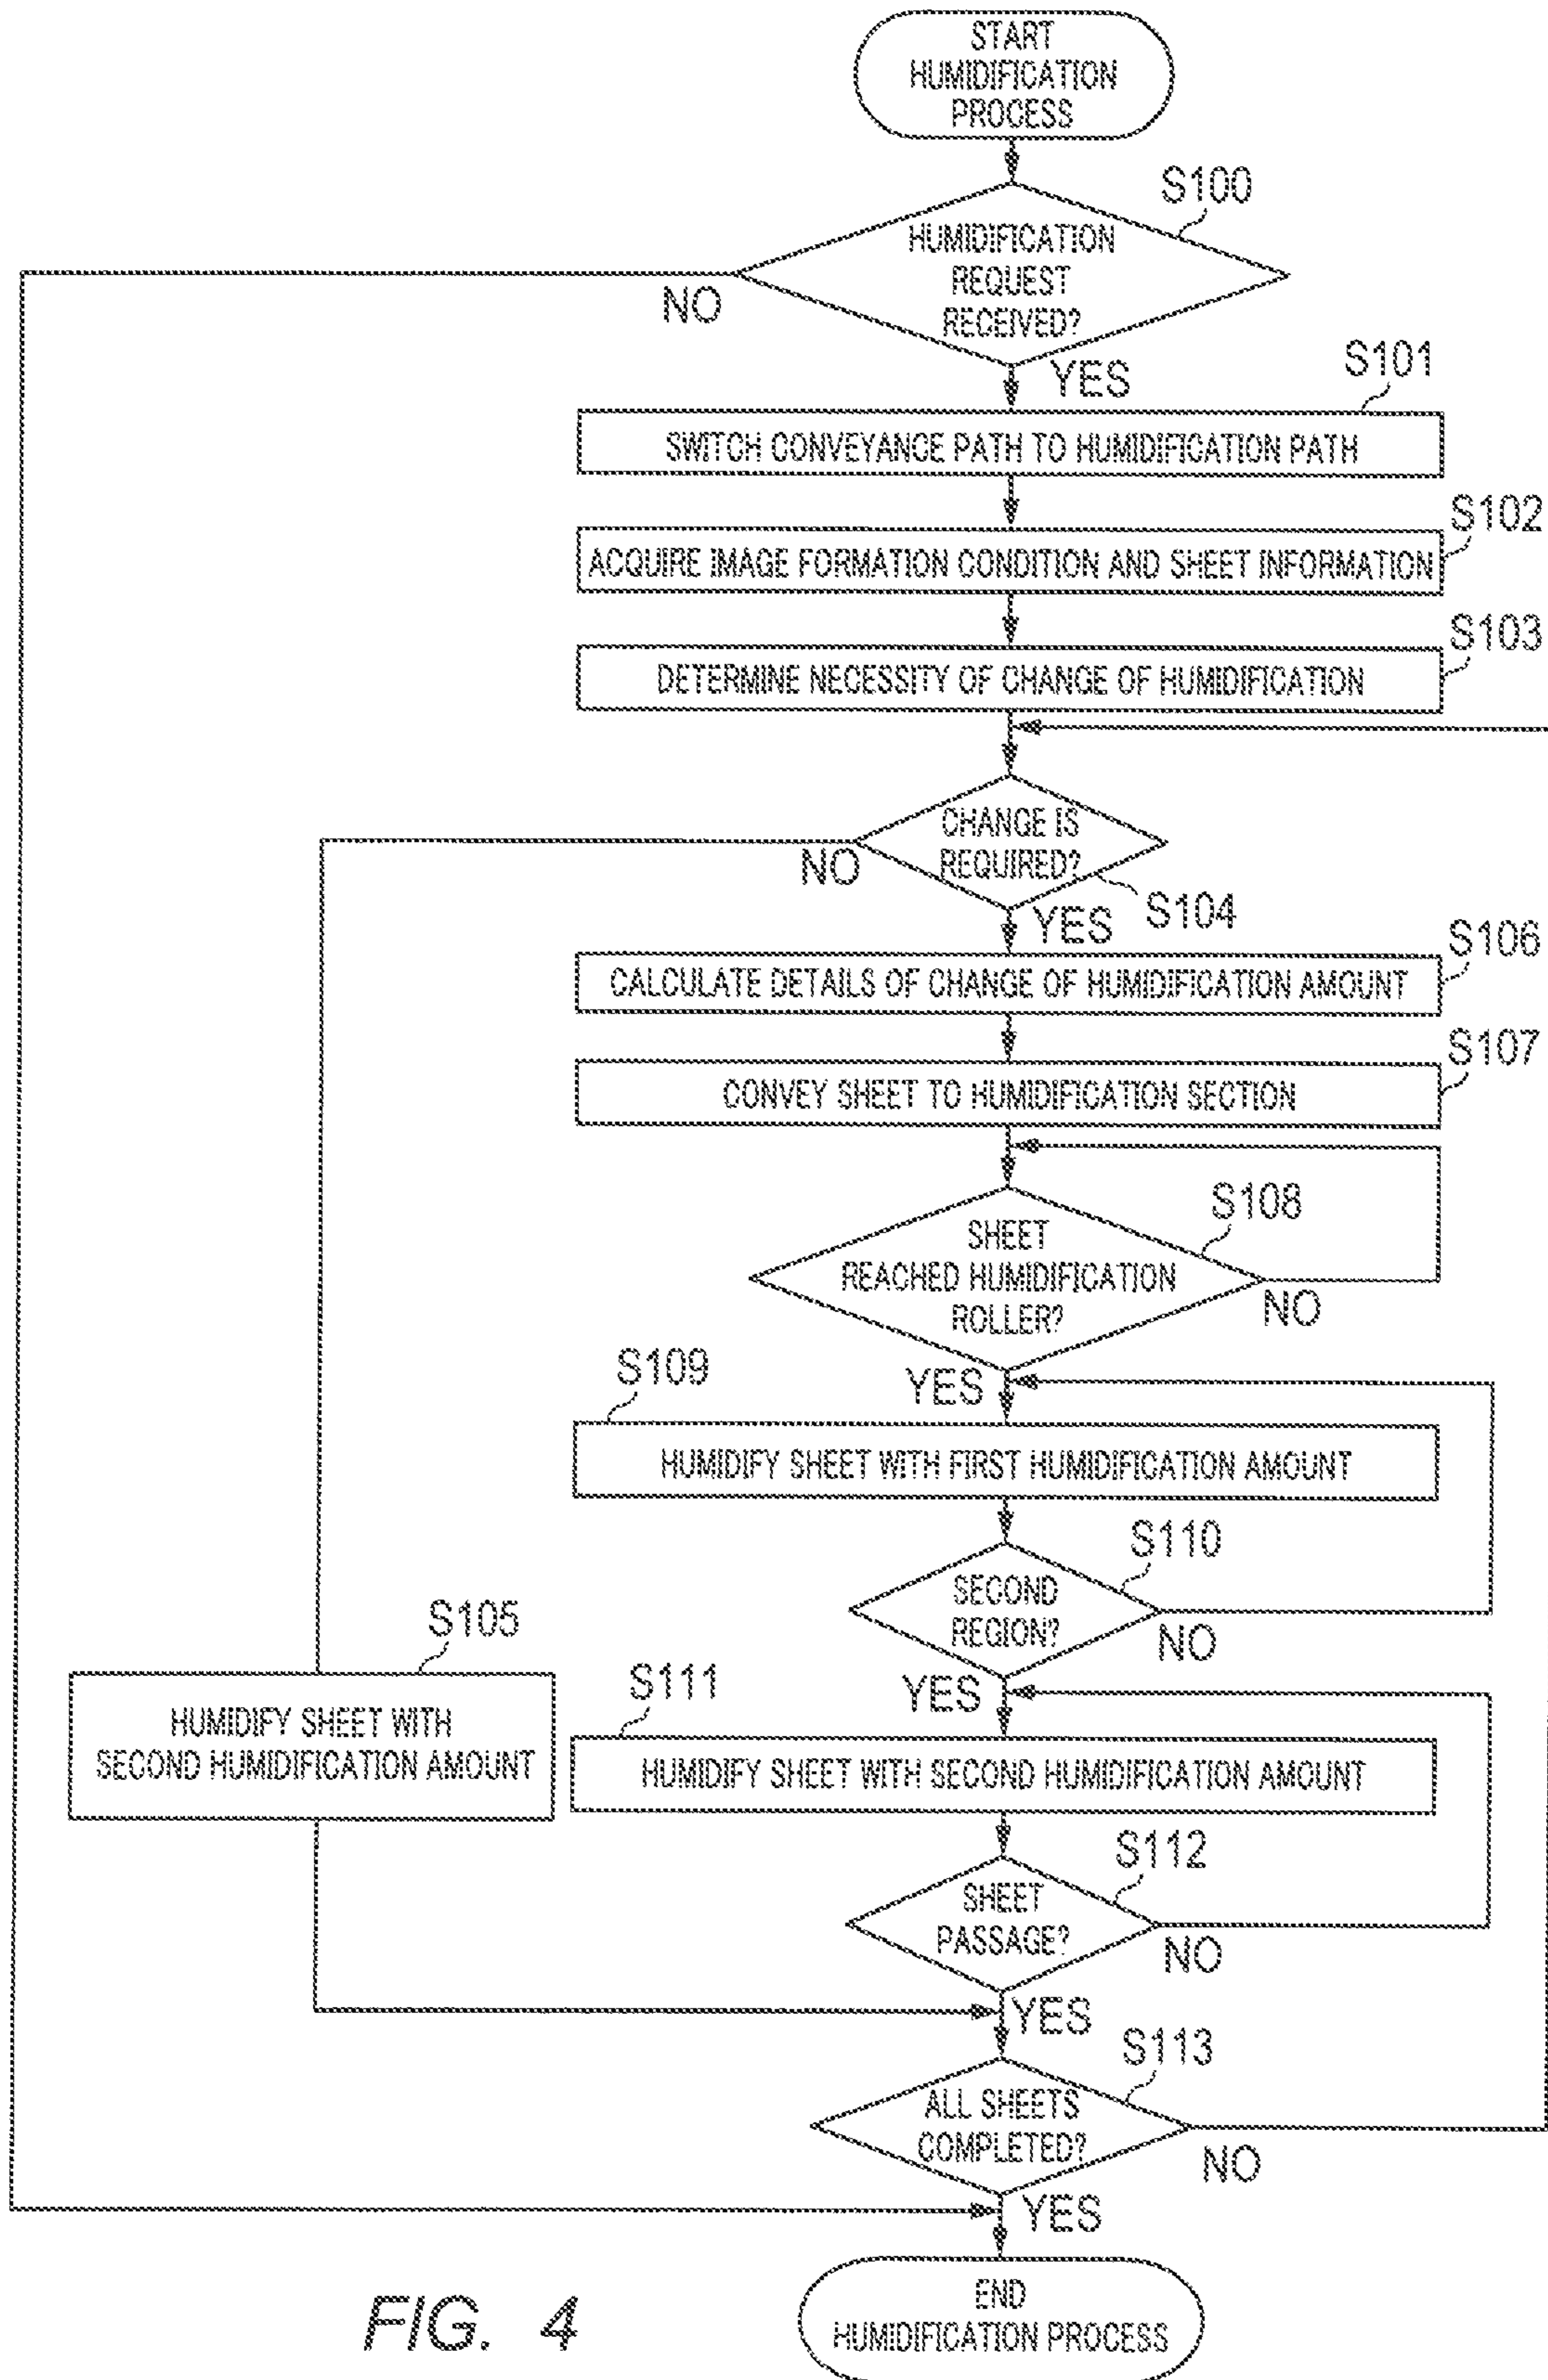 START
HUMIDIFICATION
PROCESS
S100
HUMIDIFICATION
REQUEST
RECEIVED?
NO
YES
S101
SWITCH CONVEYANCE PATH TO HUMIDIFICATION PATH
S102
ACQUIRE IMAGE FORMATION CONDITION AND SHEET INFORMATION
S103
DETERMINE NECESSITY OF CHANGE OF HUMIDIFICATION
CHANGE IS
REQUIRED?
NO
S104
YES
S106
CALCULATE DETAILS OF CHANGE OF HUMIDIFICATION AMOUNT
S107
CONVEY SHEET TO HUMIDIFICATION SECTION
S108
SHEET
REACHED HUMIDIFICATION
ROLLER?
NO
YES
S109
HUMIDIFY SHEET WITH FIRST HUMIDIFICATION AMOUNT
S110
SECOND
REGION?
NO
YES
S105
HUMIDIFY SHEET WITH
SECOND HUMIDIFICATION AMOUNT
S111
HUMIDIFY SHEET WITH SECOND HUMIDIFICATION AMOUNT
S112
SHEET
PASSAGE?
NO
YES
S113
ALL SHEETS
COMPLETED?
NO
YES
END
HUMIDIFICATION PROCESS
FIG. 4